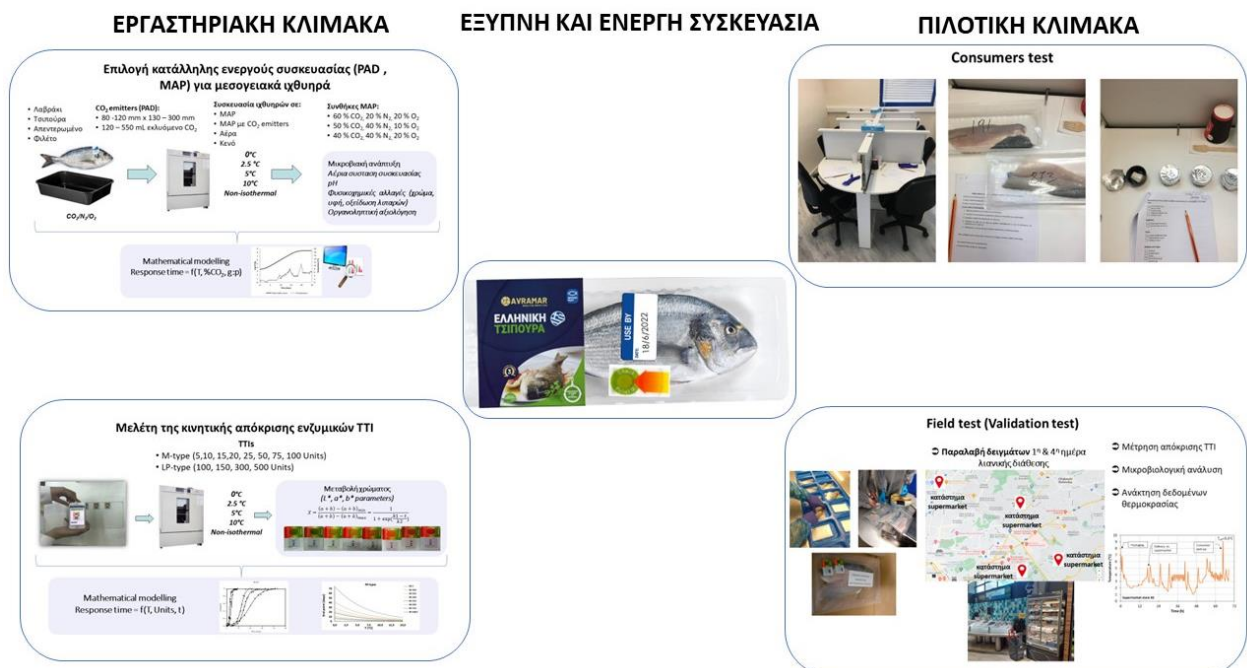 ΕΡΓΑΣΤΗΡΙΑΚΗ ΚΛΙΜΑΚΑ
ΕΞΥΠΝΗ ΚΑΙ ΕΝΕΡΓΗ ΣΥΣΚΕΥΑΣΙΑ
ΠΙΛΟΤΙΚΗ ΚΛΙΜΑΚΑ
Επιλογή κατάλληλης ενεργούς συσκευασίας (PAD ,
MAP) για μεσογειακά ιχθυηρά
• Λαβράκι
• Τσιπούρα
• Απεντερωμένο
• Φιλέτο
CO₂ emitters (PAD):
• 80 -120 mm x 130 – 300 mm
• 120 – 550 mL εκλυόμενο CO₂
Συσκευασία ιχθυηρών σε:
• MAP
• MAP με CO₂ emitters
• Αέρα
• Κενό
Συνθήκες MAP:
• 60 % CO₂ 20 % N₂ 20 % O₂
• 50 % CO₂ 40 % N₂ 10 % O₂
• 40 % CO₂ 40 % N₂ 20 % O₂
CO₂/N₂/O₂
0°C
2.5 °C
5°C
10°C
Non-isothermal
Μικροβιακή ανάπτυξη
Αέρια συσταση συσκευασίας
pH
Φυσικοχημικές αλλαγές (χρώμα,
υφή, οξείδωση λιπαρών)
Οργανοληπτική αξιολόγηση
Mathematical modelling
Response time = f(T, %CO₂, g:p)
Μελέτη της κινητικής απόκρισης ενζυμικών TTI
TTIs
• M-type (5,10, 15,20, 25, 50, 75, 100 Units)
• LP-type (100, 150, 300, 500 Units)
0°C
2.5 °C
5°C
10°C
Non-isothermal
Μεταβολή χρώματος
(L*, a*, b* parameters)
Mathematical modelling
Response time = f(T, Units, t)
AVRAMAR
ΕΛΛΗΝΙΚΗ
ΤΣΙΠΟΥΡΑ
USE BY
DATE:
18/6/2022
Consumers test
191
Field test (Validation test)
➲ Παραλαβή δειγμάτων 1η & 4η ημέρα
λιανικής διάθεσης
κατάστημα
supermarket
κατάστημα
supermarket
κατάστημα
supermarket
κατάστημα
supermarket
➲ Μέτρηση απόκρισης TTI
➲ Μικροβιολογική ανάλυση
➲ Ανάκτηση δεδομένων
θερμοκρασίας
Temperature (°C)
Time (h)